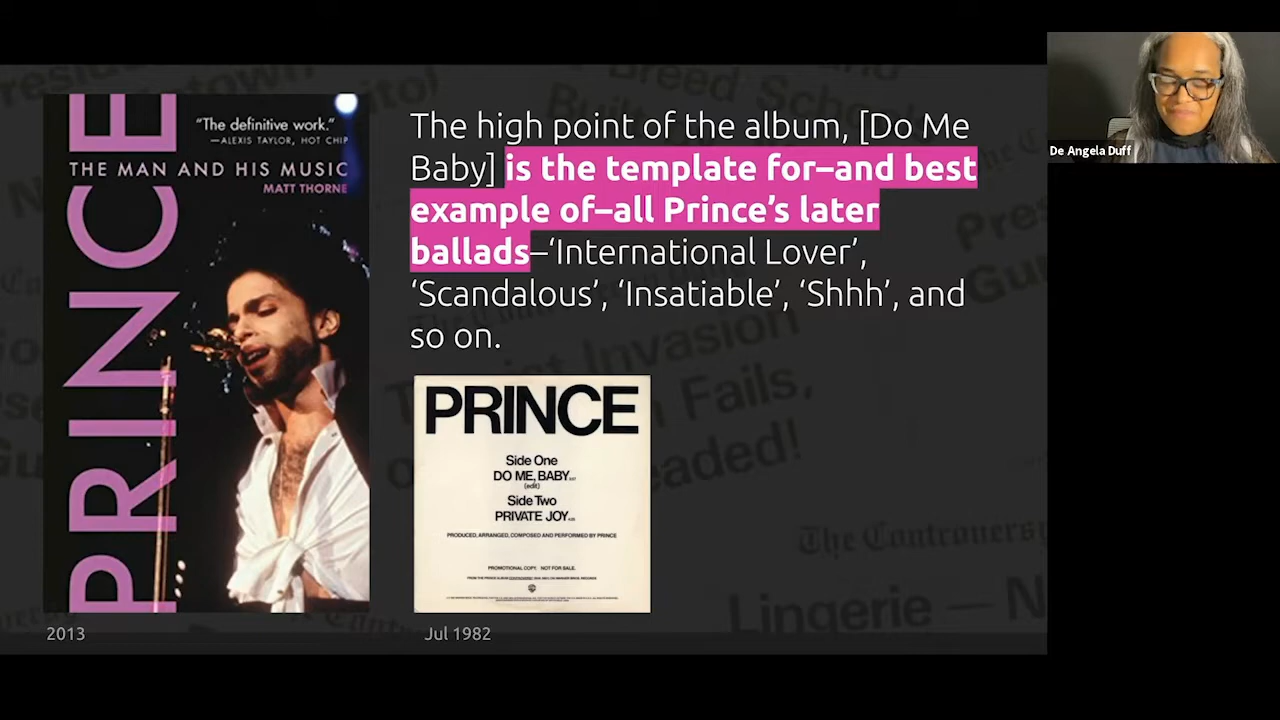 PRINCE
"The definitive work."
—ALEXIS TAYLOR, HOT CHIP
THE MAN AND HIS MUSIC
MATT THORNE
2013
The high point of the album, [Do Me
Baby] is the template for–and best
example of–all Prince's later
ballads–'International Lover',
'Scandalous', 'Insatiable', 'Shhh', and
so on.
PRINCE
Side One
DO ME, BABY
(edit)
Side Two
PRIVATE JOY
PRODUCED, ARRANGED, COMPOSED AND PERFORMED BY PRINCE
PROMOTIONAL COPY. NOT FOR SALE.
Jul 1982
The Controversy
Lingerie — N
Invasion
Fails,
De Angela Duff